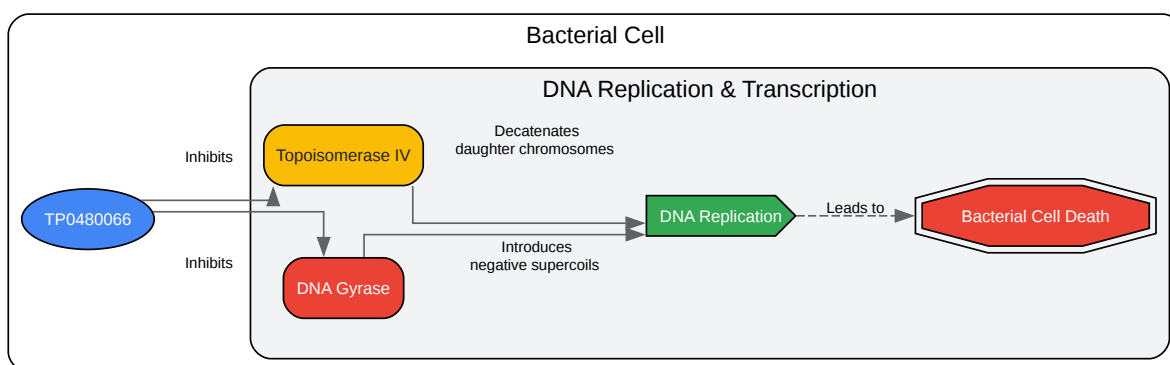 Bacterial Cell
DNA Replication & Transcription
Decatenates
daughter chromosomes
Inhibits
Topoisomerase IV
TP0480066
DNA Replication
Leads to
Bacterial Cell Death
Introduces
negative supercoils
Inhibits
DNA Gyrase